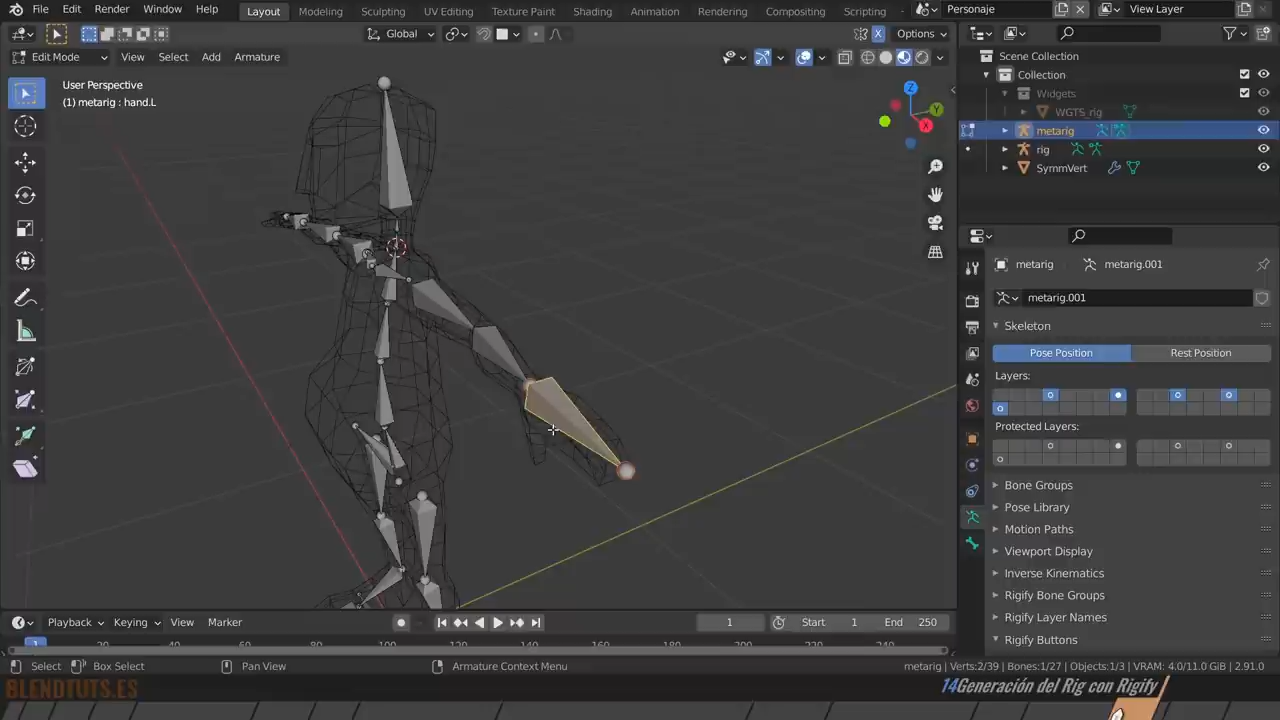 File Edit Render Window Help Layout Modeling Sculpting UV Editing Texture Paint Shading Animation Rendering Compositing Scripting Personaje View Layer
Global X Options
Edit Mode View Select Add Armature
User Perspective
(1) metarig : hand.L
Z
Y
X
Scene Collection
Collection
Widgets
WGTS_rig
metarig
rig
SymmVert
metarig metarig.001
metarig.001
Skeleton
Pose Position Rest Position
Layers:
Protected Layers:
Bone Groups
Pose Library
Motion Paths
Viewport Display
Inverse Kinematics
Rigify Bone Groups
Rigify Layer Names
Rigify Buttons
Playback Keying View Marker 1 Start 1 End 250
1
Select Box Select Pan View Armature Context Menu metarig | Verts:2/39 | Bones:1/27 | Objects:1/3 | VRAM: 4.0/11.0 GiB | 2.91.0
BLENDTUTS.ES
14Generación del Rig con Rigify